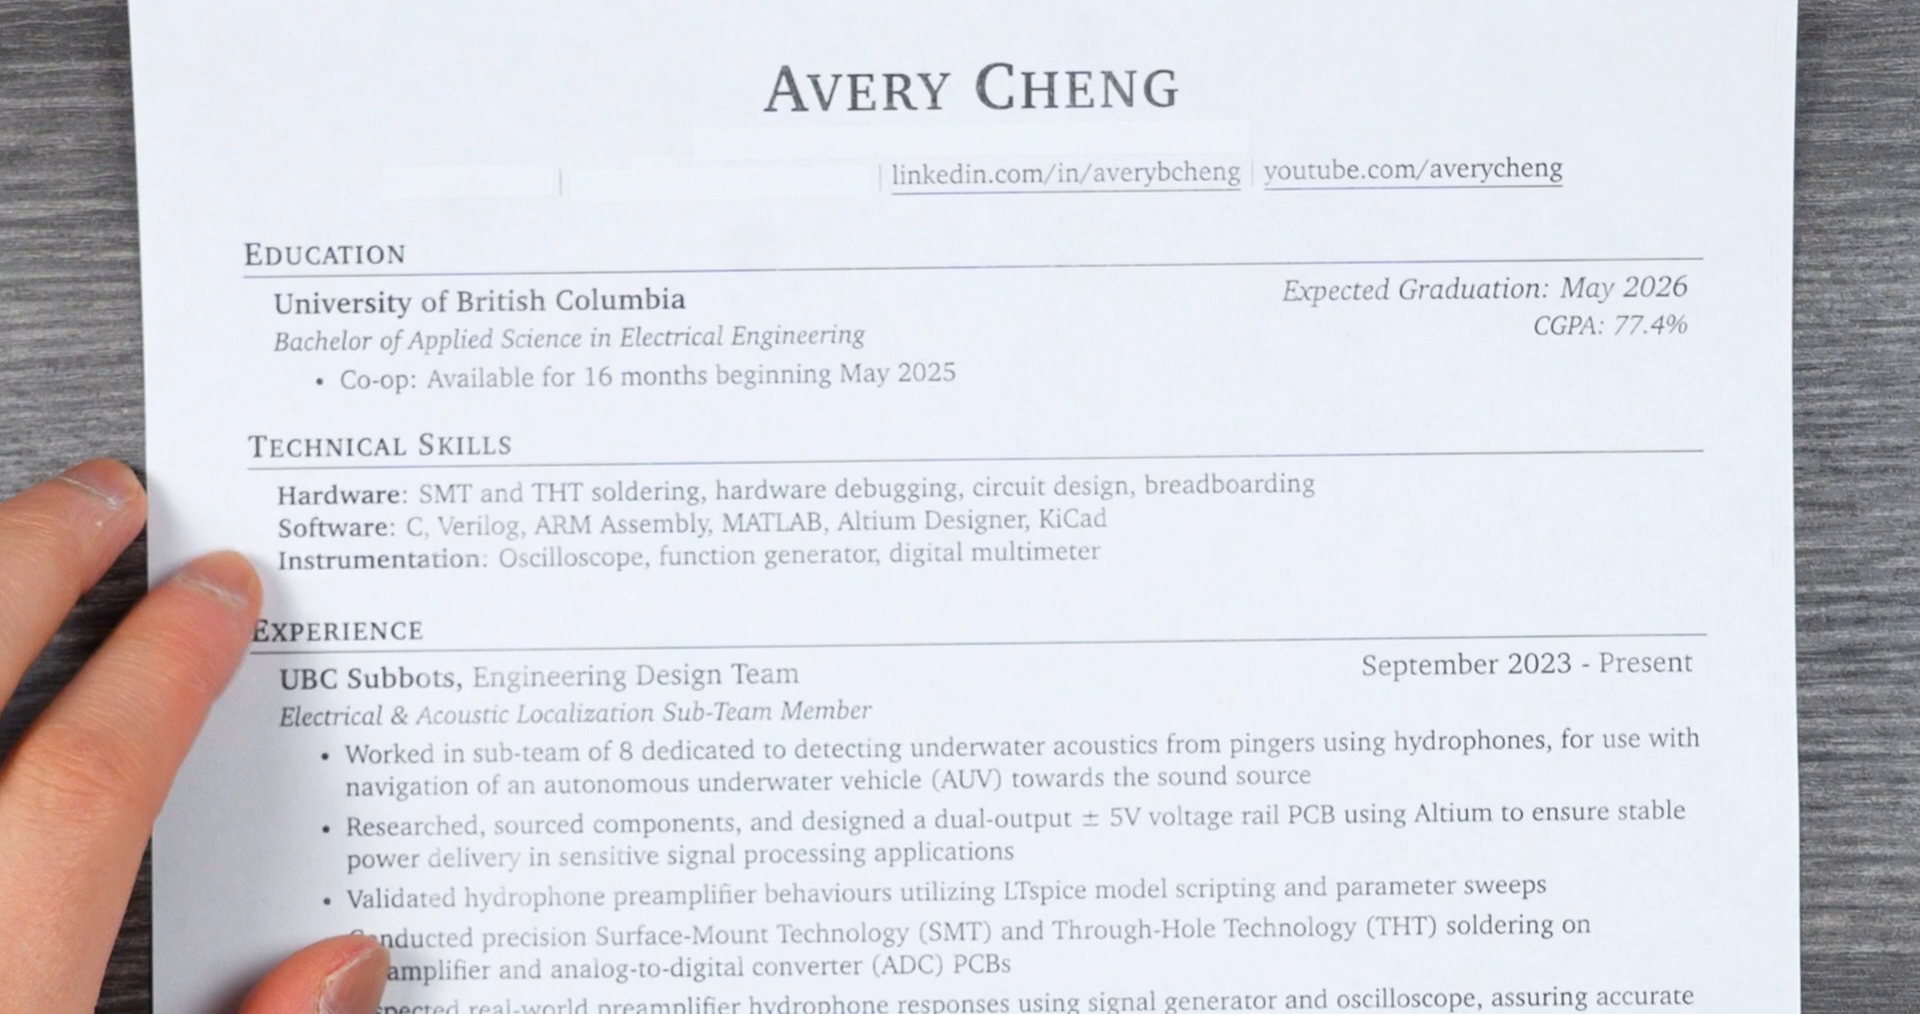 AVERY CHENG
| | linkedin.com/in/averybcheng | youtube.com/averycheng
EDUCATION
University of British Columbia
Expected Graduation: May 2026
Bachelor of Applied Science in Electrical Engineering
CGPA: 77.4%
• Co-op: Available for 16 months beginning May 2025
TECHNICAL SKILLS
Hardware: SMT and THT soldering, hardware debugging, circuit design, breadboarding
Software: C, Verilog, ARM Assembly, MATLAB, Altium Designer, KiCad
Instrumentation: Oscilloscope, function generator, digital multimeter
EXPERIENCE
UBC Subbots, Engineering Design Team
September 2023 - Present
Electrical & Acoustic Localization Sub-Team Member
• Worked in sub-team of 8 dedicated to detecting underwater acoustics from pingers using hydrophones, for use with
navigation of an autonomous underwater vehicle (AUV) towards the sound source
• Researched, sourced components, and designed a dual-output ± 5V voltage rail PCB using Altium to ensure stable
power delivery in sensitive signal processing applications
• Validated hydrophone preamplifier behaviours utilizing LTspice model scripting and parameter sweeps
Conducted precision Surface-Mount Technology (SMT) and Through-Hole Technology (THT) soldering on
amplifier and analog-to-digital converter (ADC) PCBs
real-world preamplifier hydrophone responses using signal generator and oscilloscope, assuring accurate